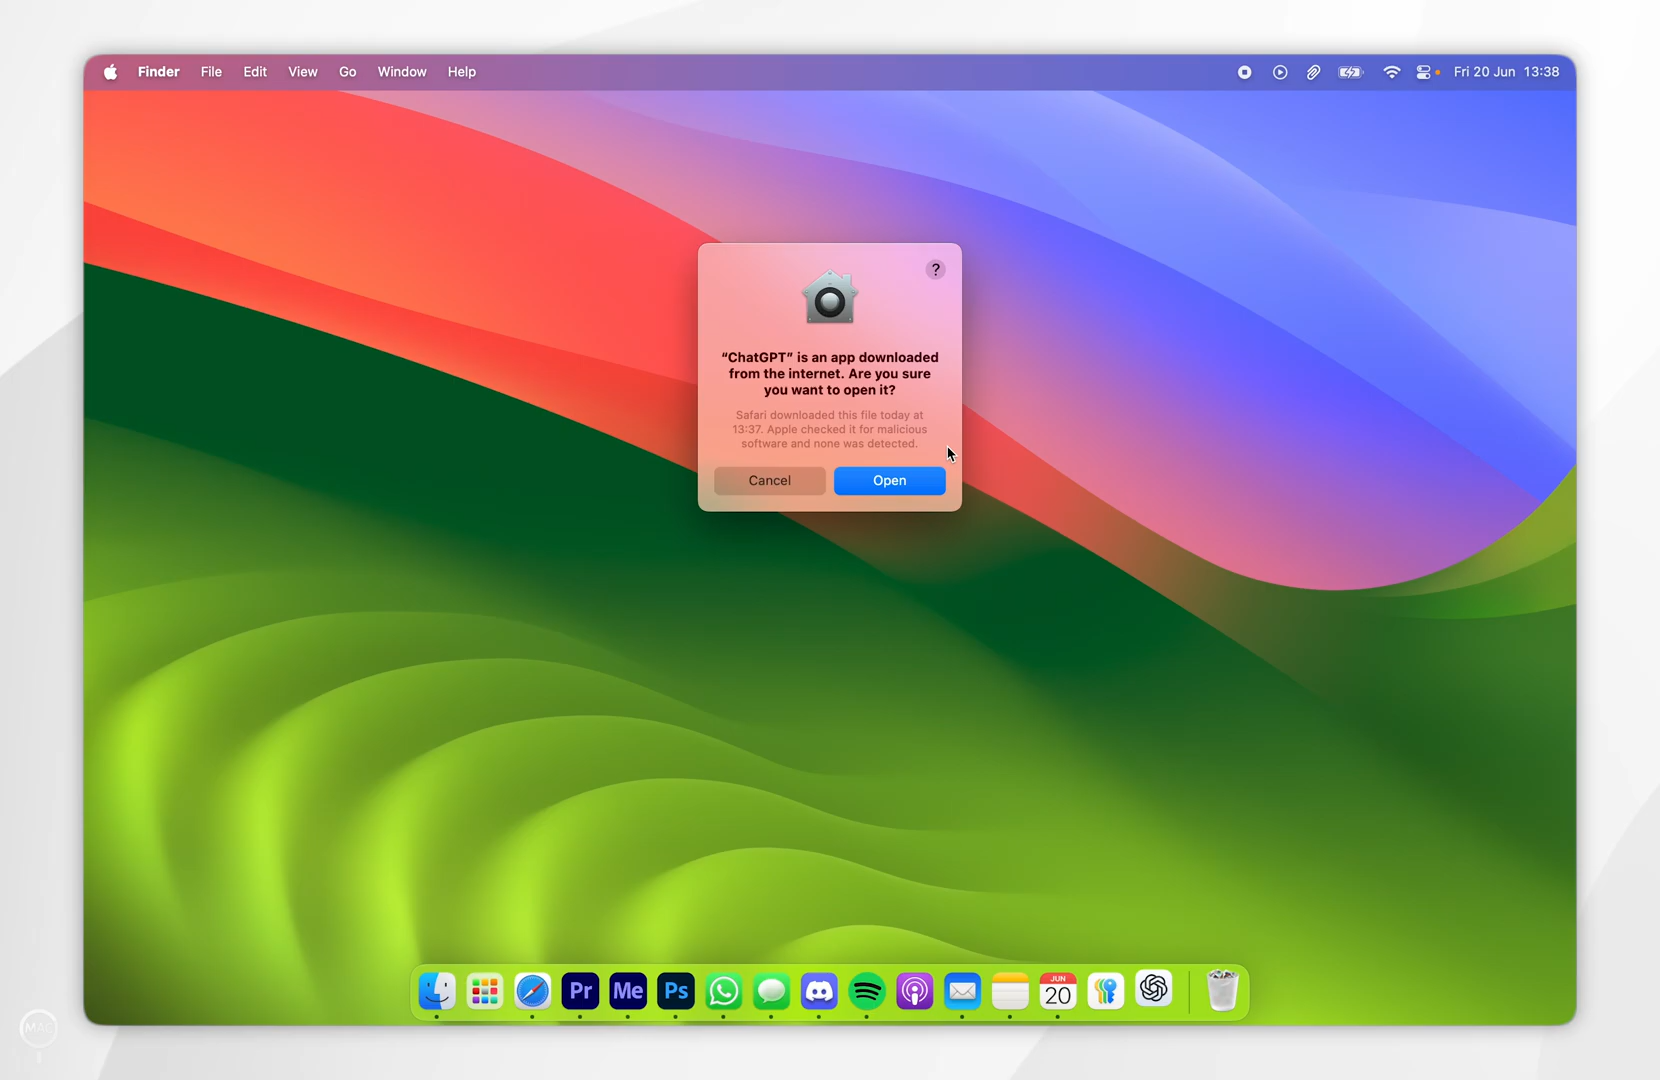 Finder File Edit View Go Window Help Fri 20 Jun 13:38
“ChatGPT” is an app downloaded
from the internet. Are you sure
you want to open it?
Safari downloaded this file today at
13:37. Apple checked it for malicious
software and none was detected.
?
Cancel Open
Pr Me Ps JUN
20
MAC